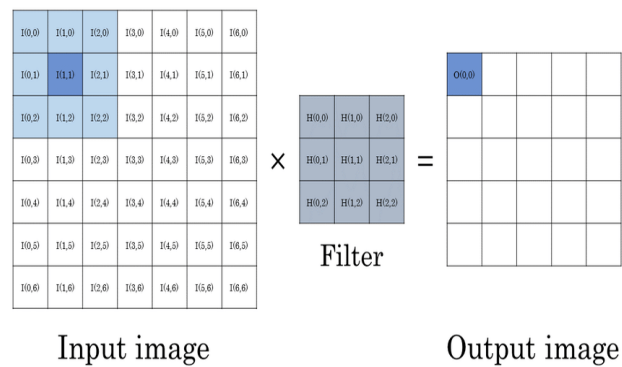 I(0,0) I(1,0) I(2,0) I(3,0) I(4,0) I(5,0) I(6,0)
I(0,1) I(1,1) I(2,1) I(3,1) I(4,1) I(5,1) I(6,1)
I(0,2) I(1,2) I(2,2) I(3,2) I(4,2) I(5,2) I(6,2)
I(0,3) I(1,3) I(2,3) I(3,3) I(4,3) I(5,3) I(6,3)
I(0,4) I(1,4) I(2,4) I(3,4) I(4,4) I(5,4) I(6,4)
I(0,5) I(1,5) I(2,5) I(3,5) I(4,5) I(5,5) I(6,5)
I(0,6) I(1,6) I(2,6) I(3,6) I(4,6) I(5,6) I(6,6)
Input image
×
H(0,0) H(1,0) H(2,0)
H(0,1) H(1,1) H(2,1)
H(0,2) H(1,2) H(2,2)
Filter
=
O(0,0)
Output image